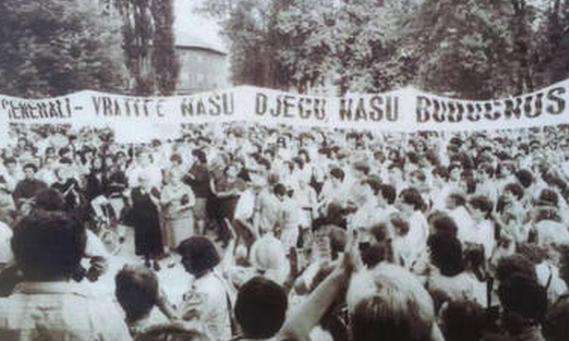 GENERALI - VRATITE NAŠU DJECU, NAŠU BUDUĆNOS